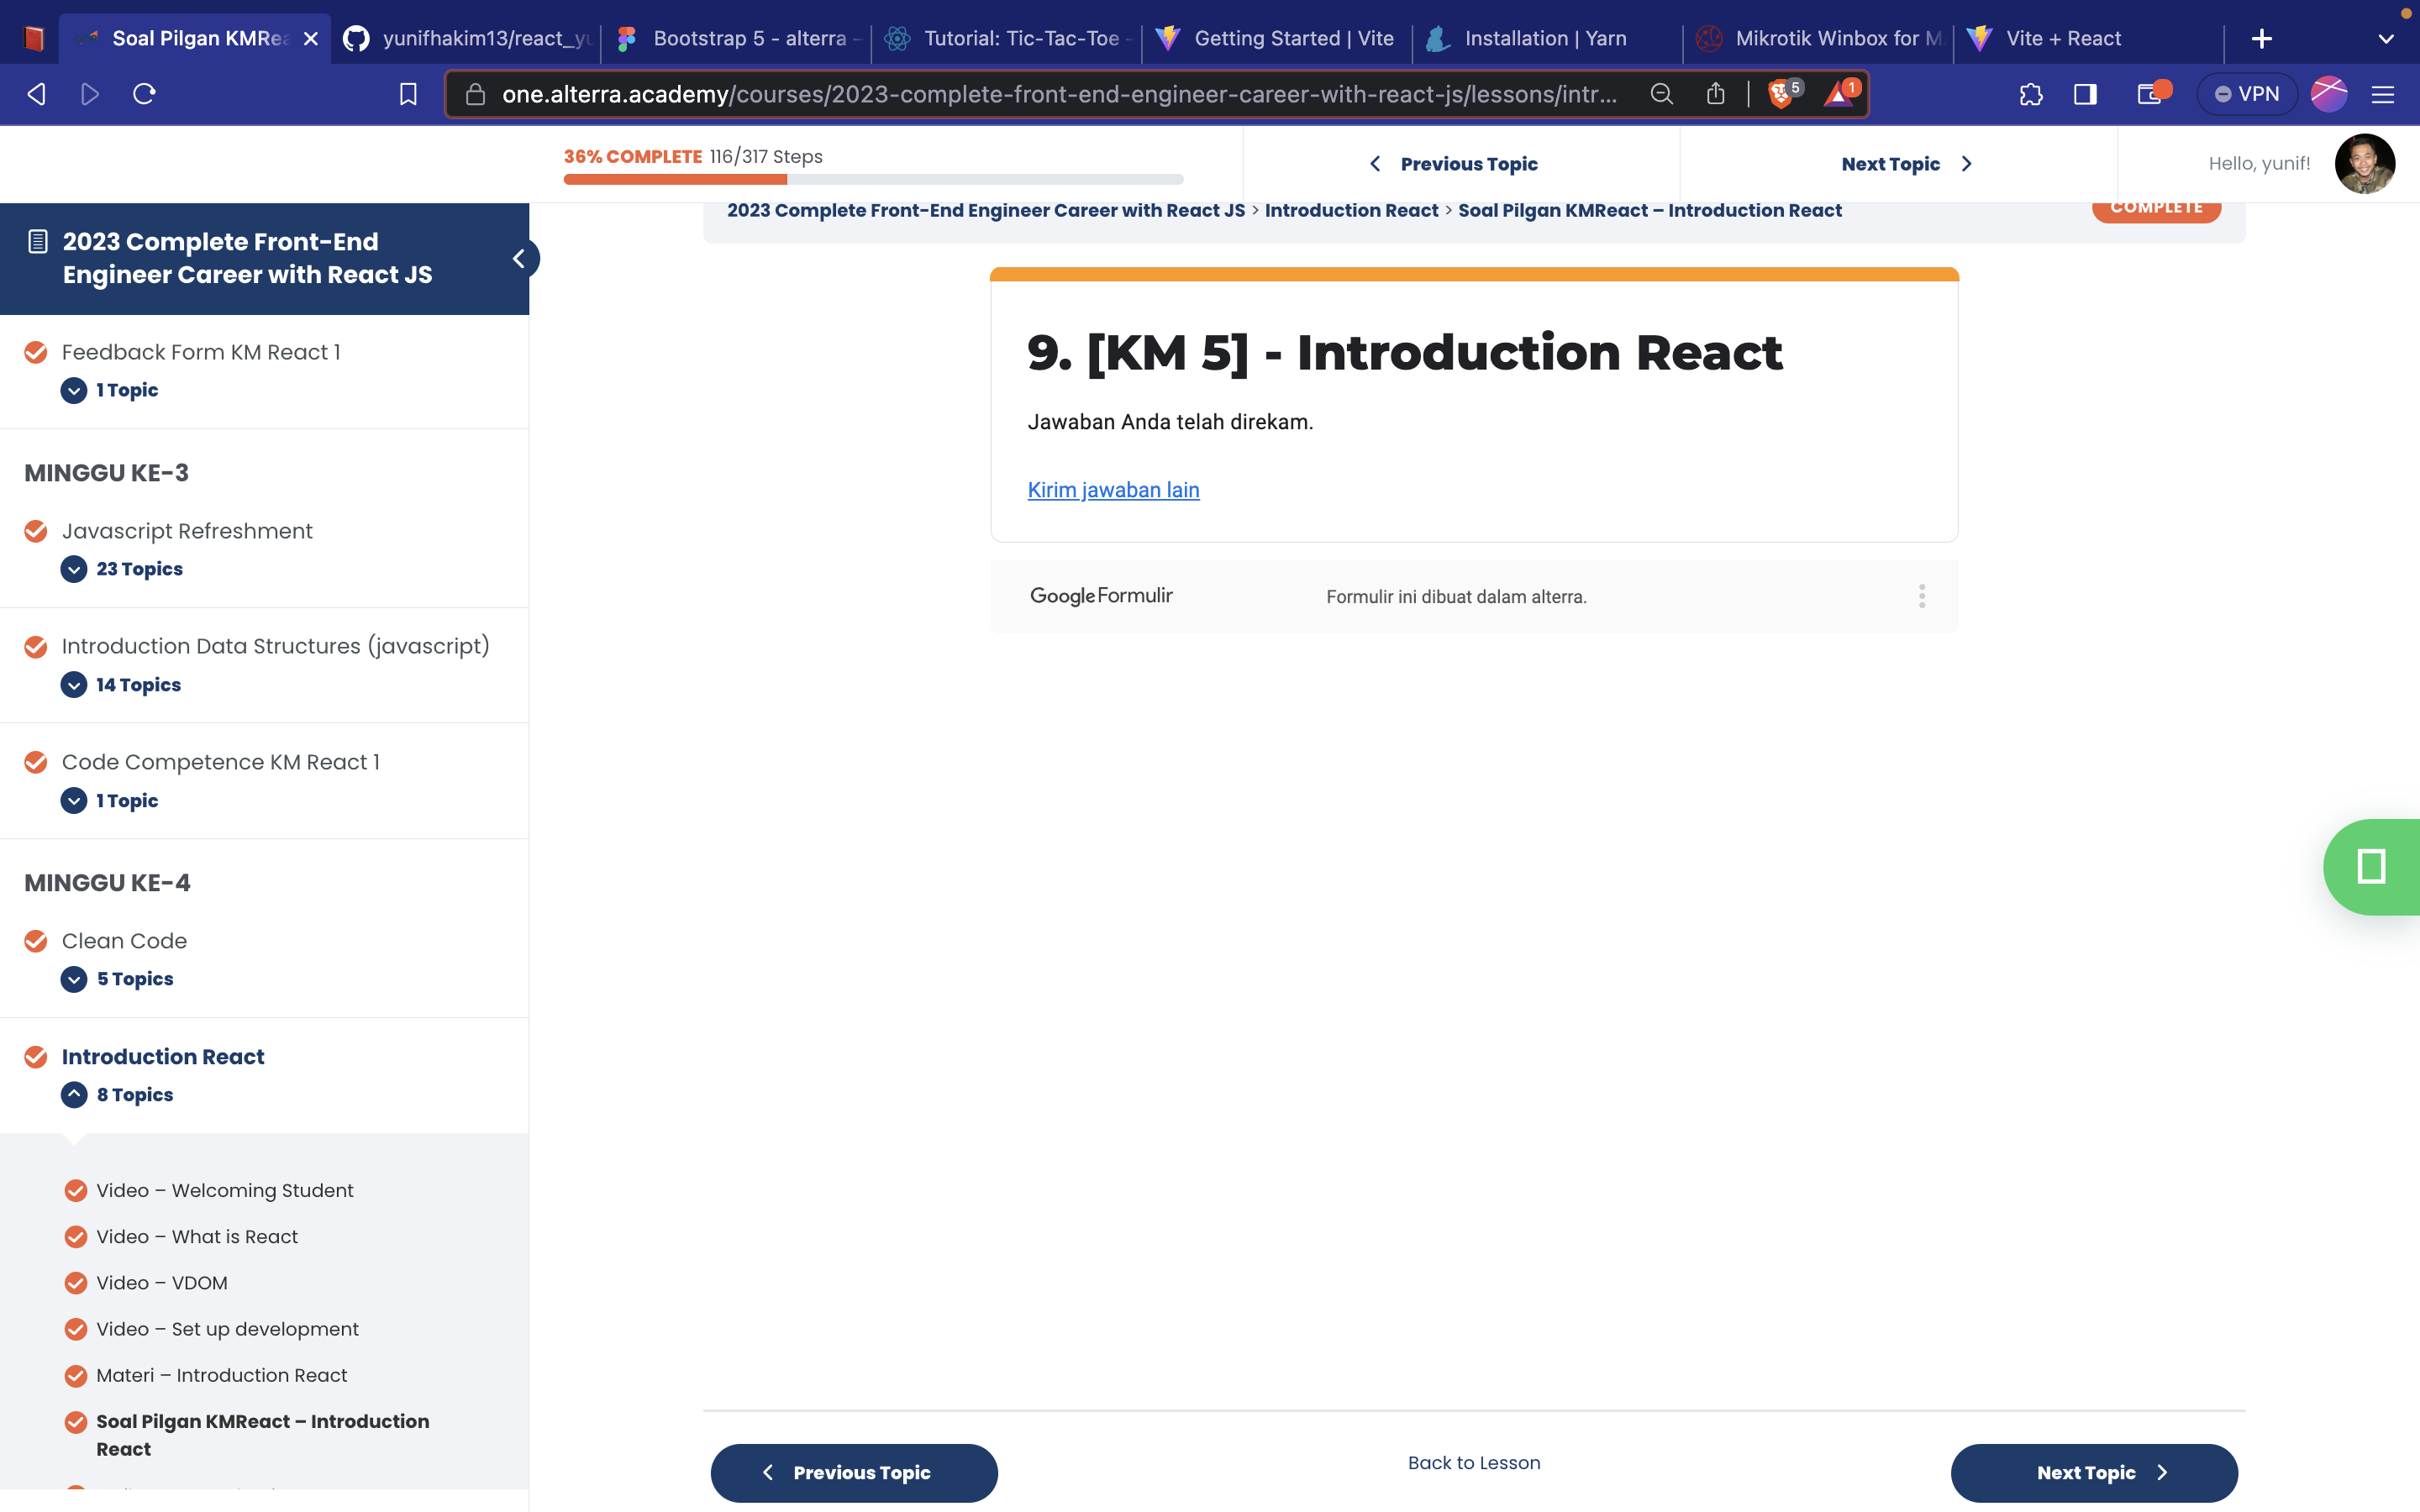 Soal Pilgan KMRea
yunifhakim13/react_yu
Bootstrap 5 - alterra -
Tutorial: Tic-Tac-Toe -
Getting Started | Vite
Installation | Yarn
Mikrotik Winbox for M
Vite + React
one.alterra.academy/courses/2023-complete-front-end-engineer-career-with-react-js/lessons/intr...
5
1
VPN
36% COMPLETE 116/317 Steps
Previous Topic
Next Topic
Hello, yunif!
2023 Complete Front-End
Engineer Career with React JS
Feedback Form KM React 1
1 Topic
MINGGU KE-3
Javascript Refreshment
23 Topics
Introduction Data Structures (javascript)
14 Topics
Code Competence KM React 1
1 Topic
MINGGU KE-4
Clean Code
5 Topics
Introduction React
8 Topics
Video – Welcoming Student
Video – What is React
Video – VDOM
Video – Set up development
Materi – Introduction React
Soal Pilgan KMReact – Introduction
React
2023 Complete Front-End Engineer Career with React JS > Introduction React > Soal Pilgan KMReact – Introduction React
COMPLETE
9. [KM 5] - Introduction React
Jawaban Anda telah direkam.
Kirim jawaban lain
Google Formulir
Formulir ini dibuat dalam alterra.
Previous Topic
Back to Lesson
Next Topic